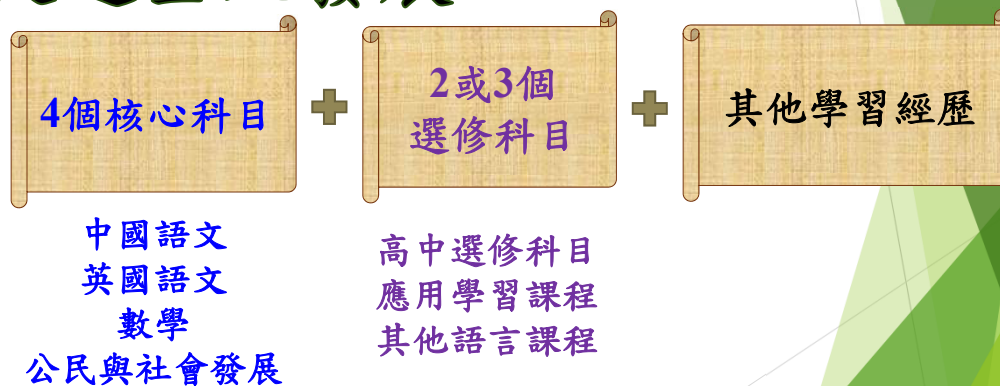 4個核心科目
2或3個
選修科目
其他學習經歷
中國語文
英國語文
數學
公民與社會發展
高中選修科目
應用學習課程
其他語言課程